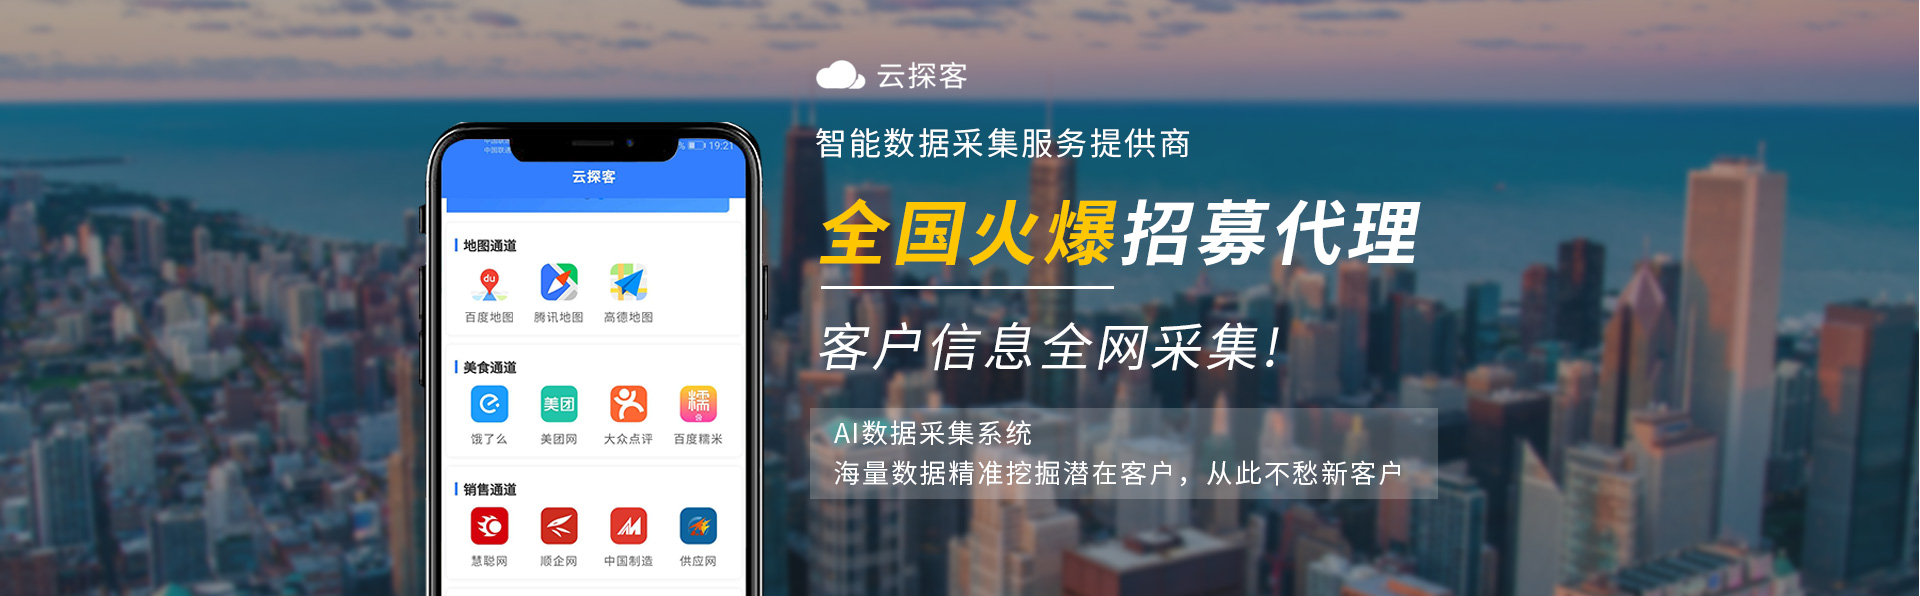 云探客
智能数据采集服务提供商
全国火爆招募代理
客户信息全网采集!
AI数据采集系统
海量数据精准挖掘潜在客户，从此不愁新客户
中国联通
19:21
云探客
地图通道
du
百度地图
腾讯地图
高德地图
美食通道
美团
糯
饿了么
美团网
大众点评
百度糯米
销售通道
慧聪网
顺企网
中国制造
供应网